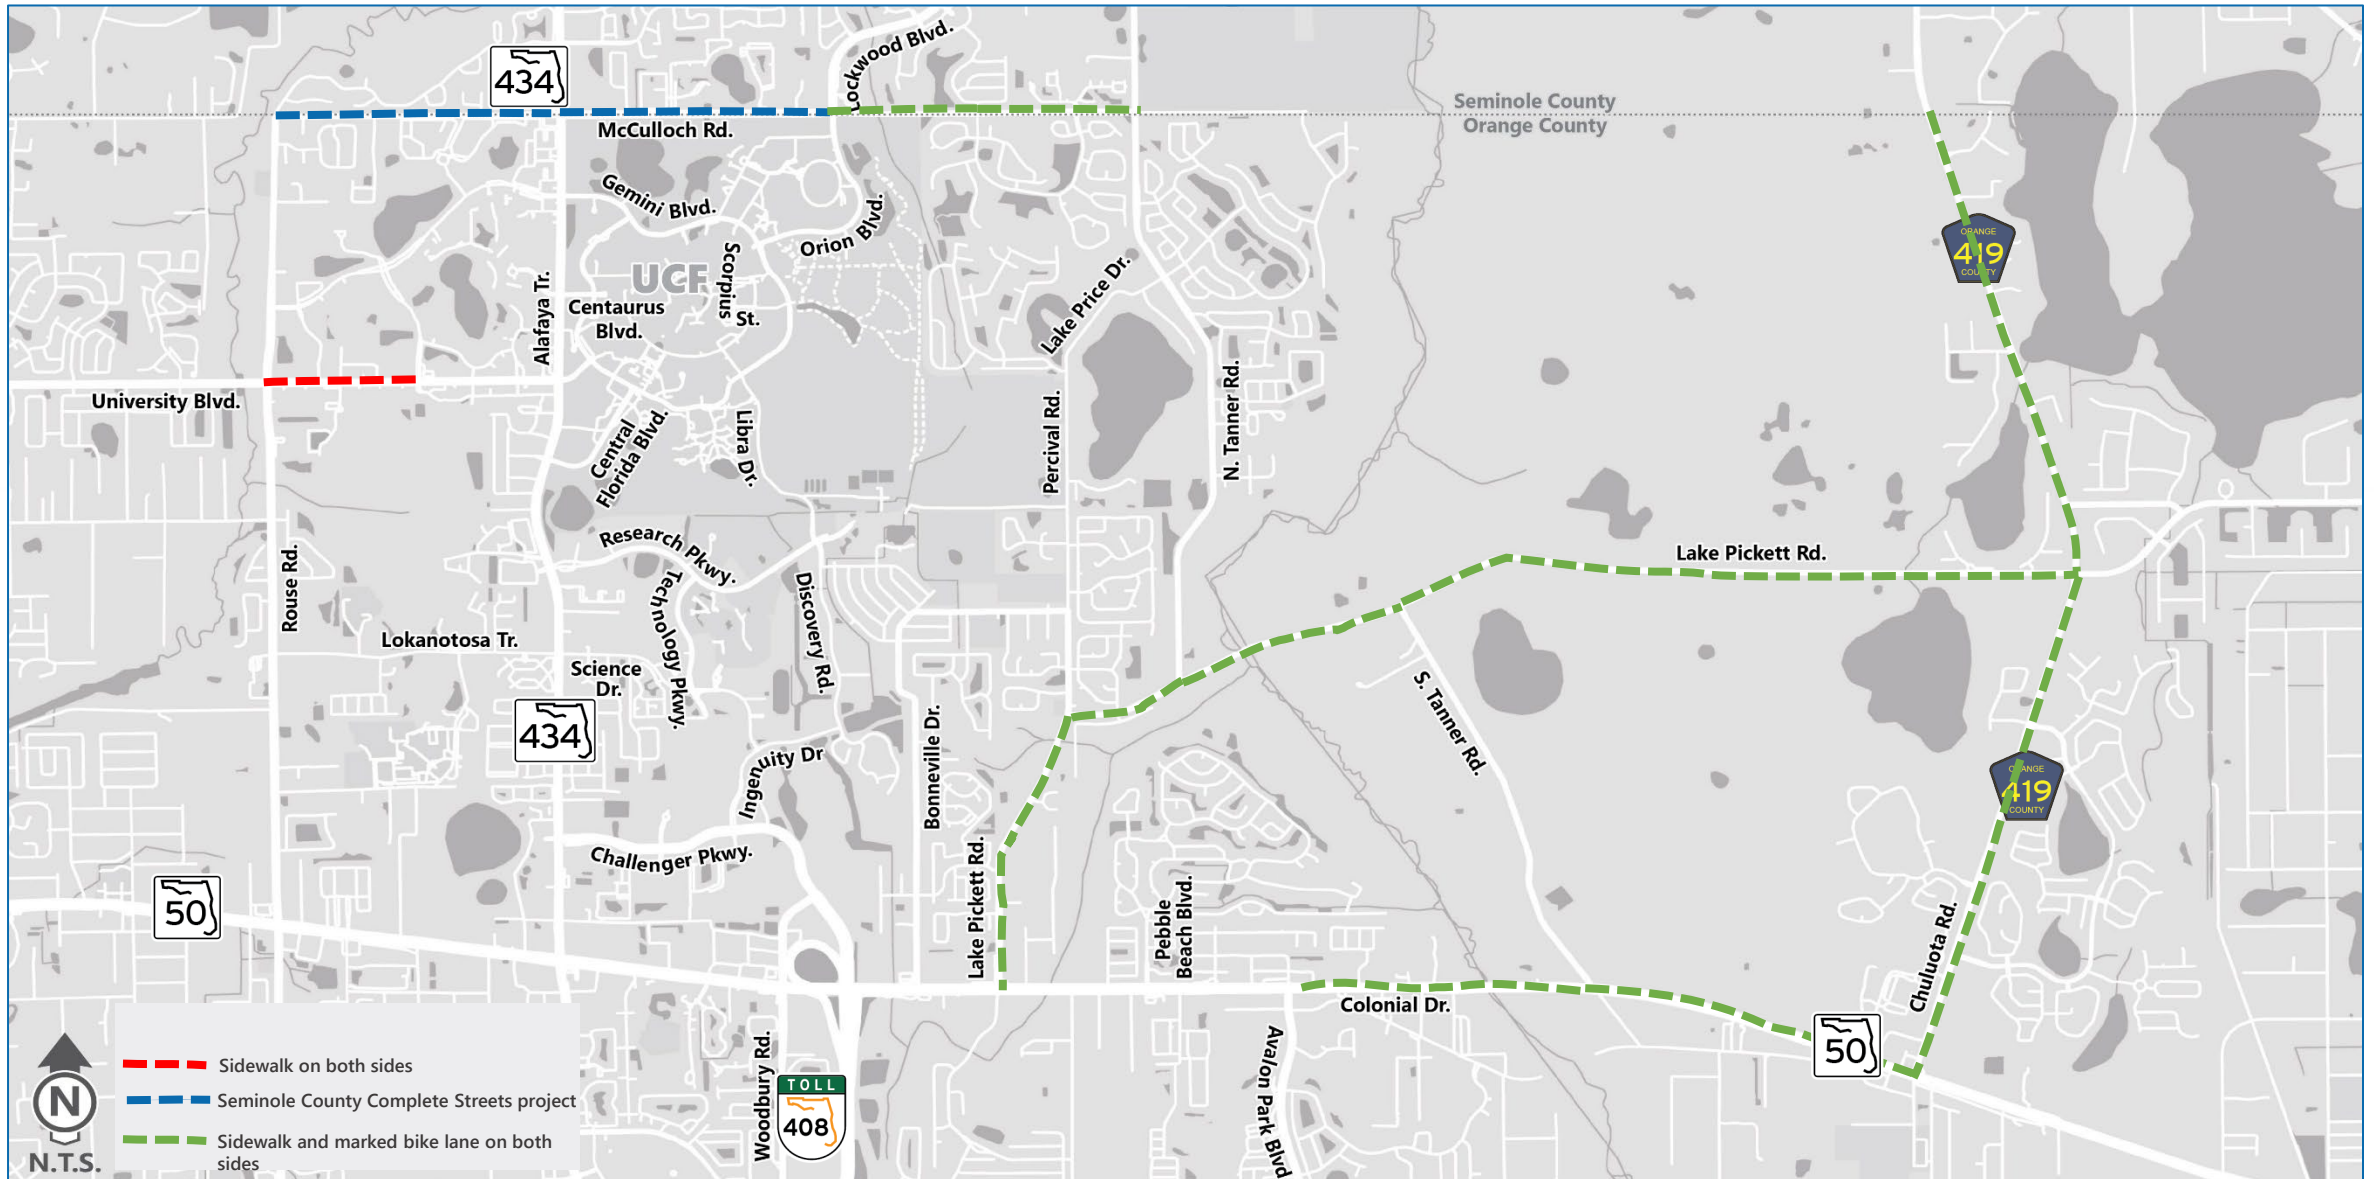 Lockwood Blvd.
434
Seminole County
Orange County
McCulloch Rd.
Gemini Blvd.
Orion Blvd.
ORANGE
419
COUNTY
Scorpius
St.
UCF
Alafaya Tr.
Centaurus
Blvd.
Lake Price Dr.
University Blvd.
N. Tanner Rd.
Percival Rd.
Central
Florida Blvd.
Libra Dr.
Rouse Rd.
Research Pkwy.
Lake Pickett Rd.
Technology Pkwy.
Discovery Rd.
Lokanotosa Tr.
Science
Dr.
434
S. Tanner Rd.
Bonneville Dr.
Ingenuity Dr
ORANGE
419
COUNTY
Challenger Pkwy.
Lake Pickett Rd.
Pebble
Beach Blvd.
50
Chuluota Rd.
Colonial Dr.
50
Woodbury Rd.
Avalon Park Blvd
TOLL
408
N
N.T.S.
Sidewalk on both sides
Seminole County Complete Streets project
Sidewalk and marked bike lane on both
sides